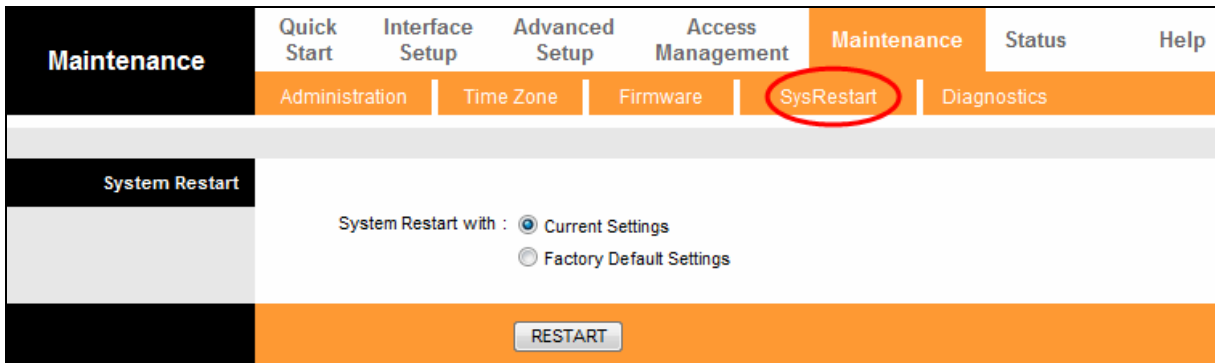 Maintenance
Quick Start
Interface Setup
Advanced Setup
Access Management
Maintenance
Status
Help
Administration
Time Zone
Firmware
SysRestart
Diagnostics
System Restart
System Restart with : Current Settings
Factory Default Settings
RESTART